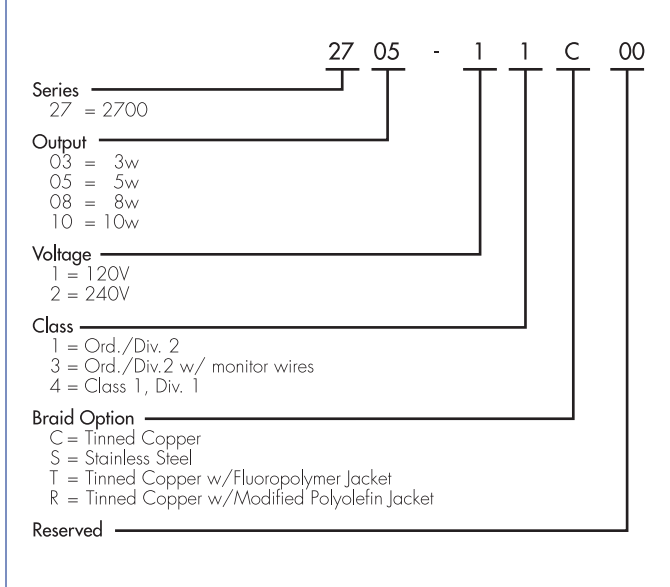 27 05 - 1 1 C 00
Series
27 = 2700
Output
03 = 3w
05 = 5w
08 = 8w
10 = 10w
Voltage
1 = 120V
2 = 240V
Class
1 = Ord./Div. 2
3 = Ord./Div.2 w/ monitor wires
4 = Class 1, Div. 1
Braid Option
C = Tinned Copper
S = Stainless Steel
T = Tinned Copper w/Fluoropolymer Jacket
R = Tinned Copper w/Modified Polyolefin Jacket
Reserved